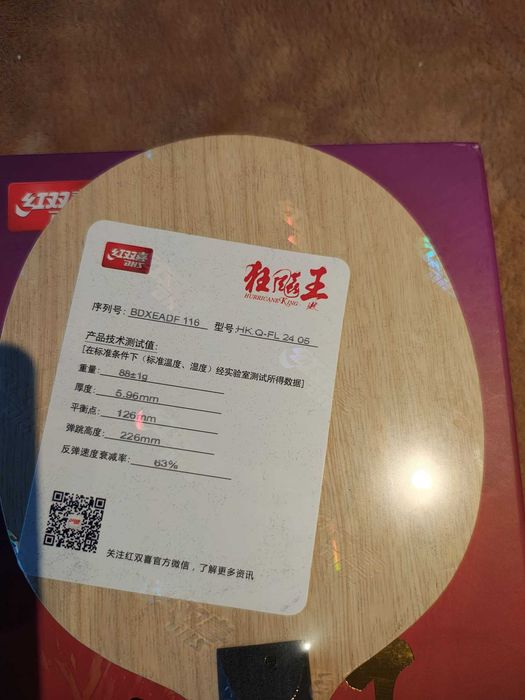 红双喜
红双喜
DHS
狂飚王
HURRICANE KING
序列号: BDXEADF 116 型号: HK.Q-FL 24 05
产品技术测试值:
[在标准条件下（标准温度、湿度）经实验室测试所得数据]
重量: 88±1g
厚度: 5.96mm
平衡点: 126mm
弹跳高度: 226mm
反弹速度衰减率: 63%
关注红双喜官方微信，了解更多资讯